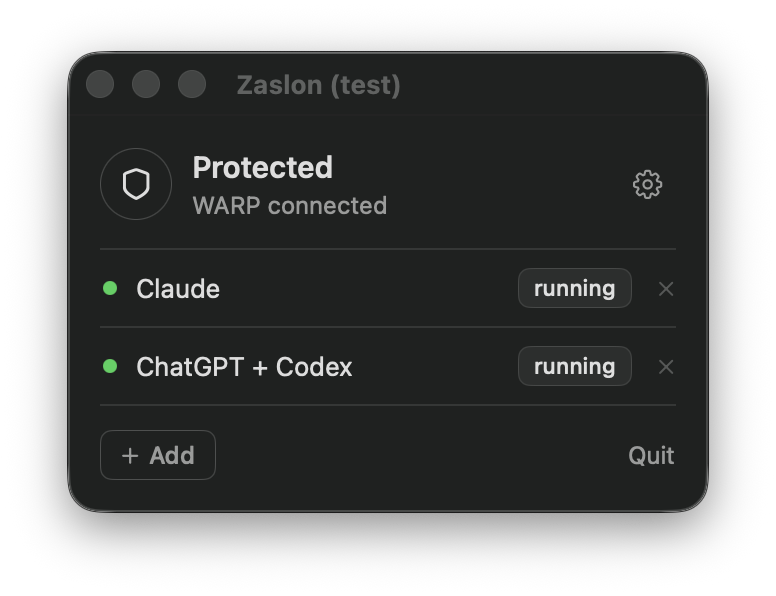 Zaslon (test)
Protected
WARP connected
Claude running
ChatGPT + Codex running
+ Add Quit